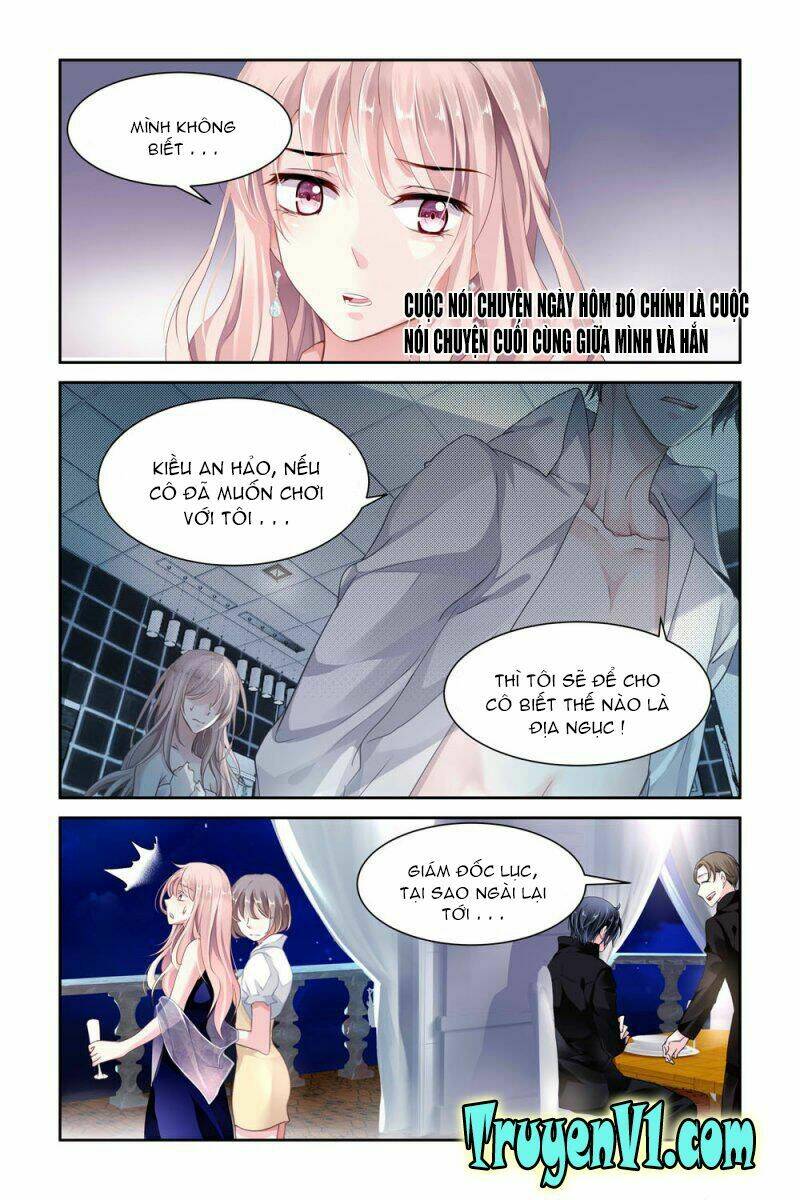 MÌNH KHÔNG
BIẾT . . .
CUỘC NÓI CHUYỆN NGÀY HÔM ĐÓ CHÍNH LÀ CUỘC
NÓI CHUYỆN CUỐI CÙNG GIỮA MÌNH VÀ HẮN
KIỀU AN HẢO, NẾU
CÔ ĐÃ MUỐN CHƠI
VỚI TÔI . . .
THÌ TÔI SẼ ĐỂ CHO
CÔ BIẾT THẾ NÀO LÀ
ĐỊA NGỤC !
GIÁM ĐỐC LỤC,
TẠI SAO NGÀI LẠI
TỚI . . .
TRUYENV1.com